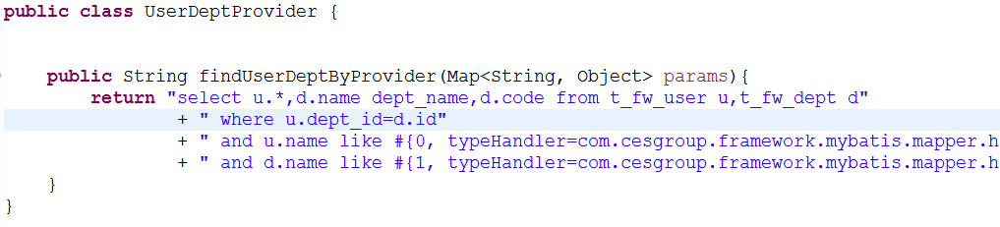 public class UserDeptProvider {
public String findUserDeptByProvider(Map<String, Object> params){
return "select u.*,d.name dept_name,d.code from t_fw_user u,t_fw_dept d"
+ " where u.dept_id=d.id"
+ " and u.name like #{0, typeHandler=com.cesgroup.framework.mybatis.mapper.h
+ " and d.name like #{1, typeHandler=com.cesgroup.framework.mybatis.mapper.h
}
}